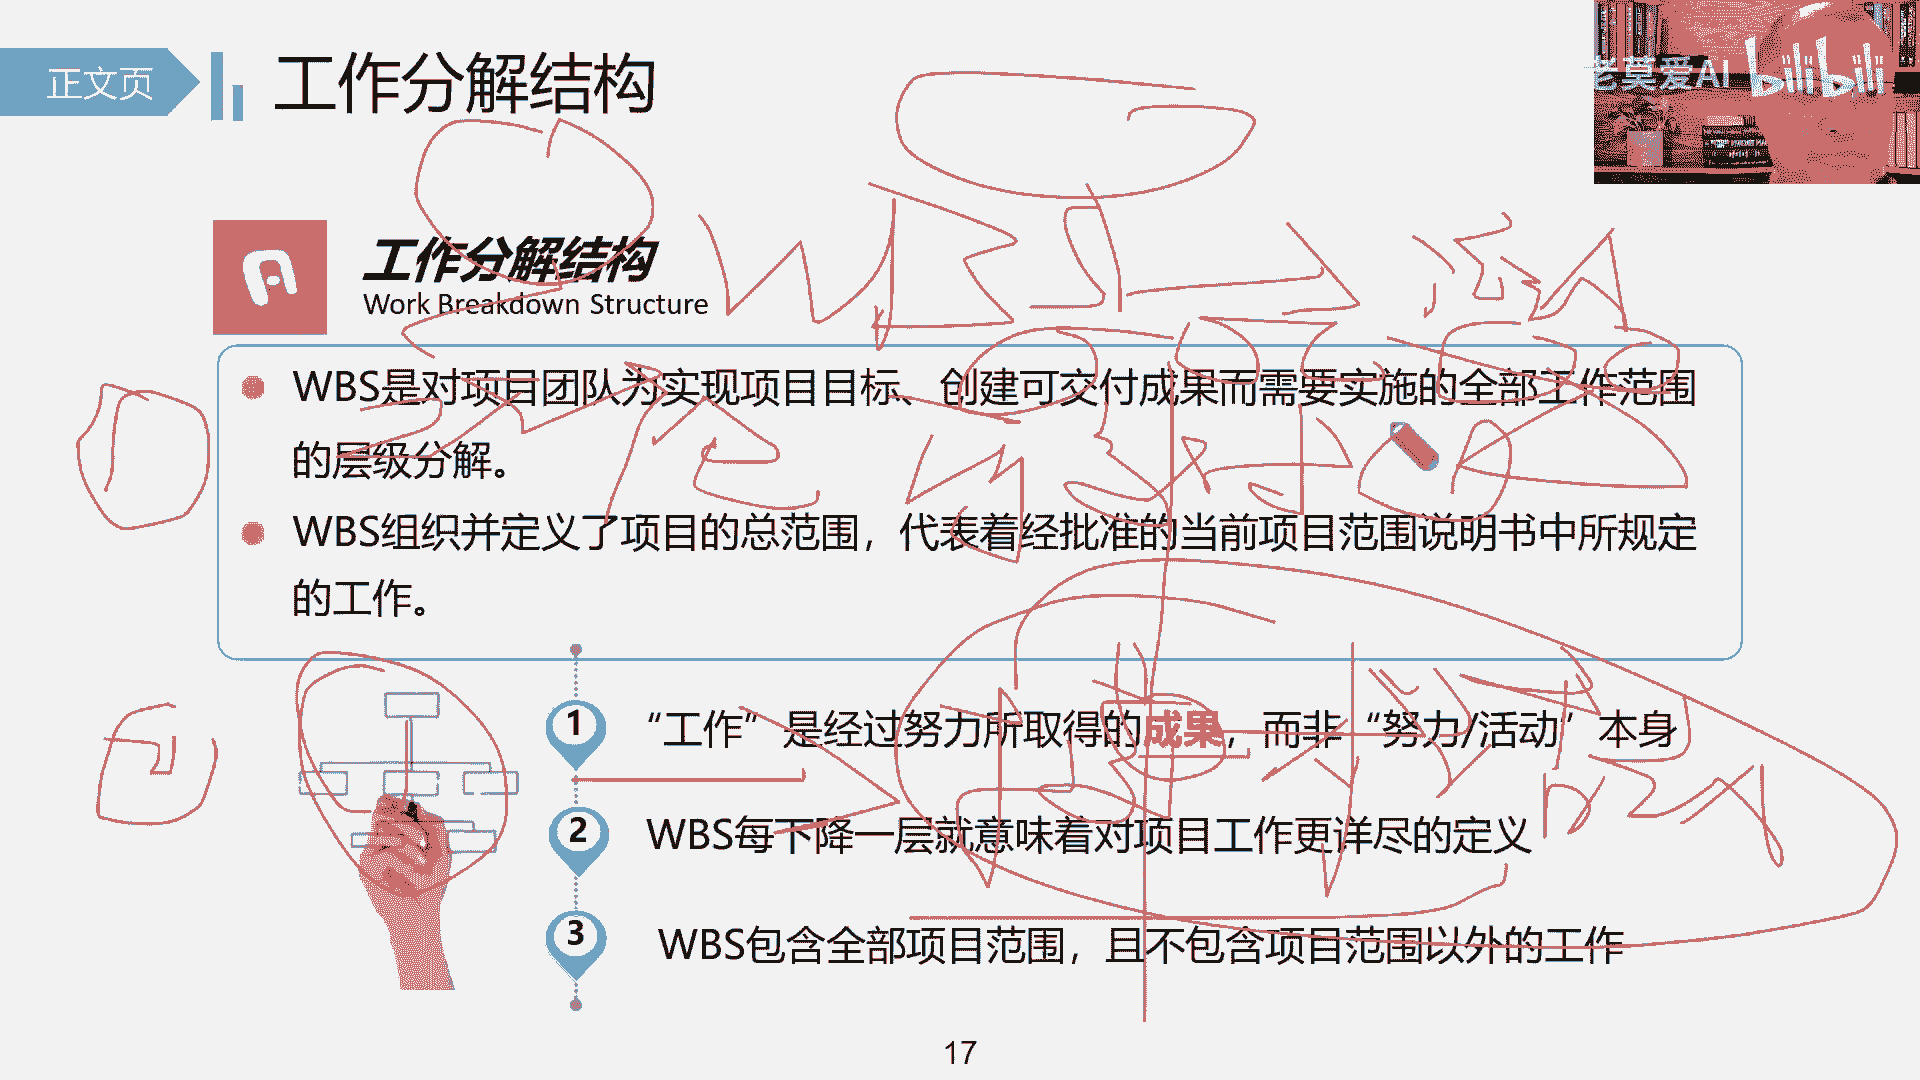 正文页
工作分解结构
老莫爱AI bilibili
工作分解结构
Work Breakdown Structure
WBS是对项目团队为实现项目目标、创建可交付成果而需要实施的全部工作范围
的层级分解。
WBS组织并定义了项目的总范围，代表着经批准的当前项目范围说明书中所规定
的工作。
1 “工作”是经过努力所取得的成果，而非“努力/活动”本身
2 WBS每下降一层就意味着对项目工作更详尽的定义
3 WBS包含全部项目范围，且不包含项目范围以外的工作
17